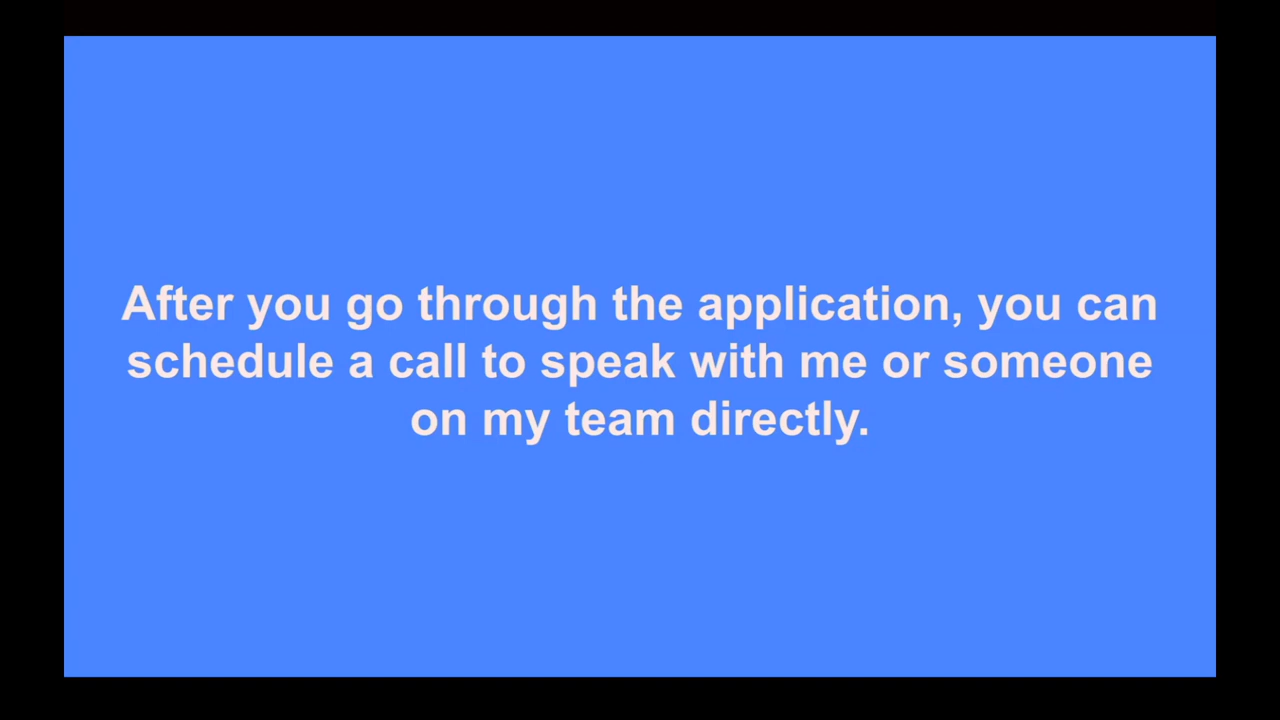 After you go through the application, you can
schedule a call to speak with me or someone
on my team directly.